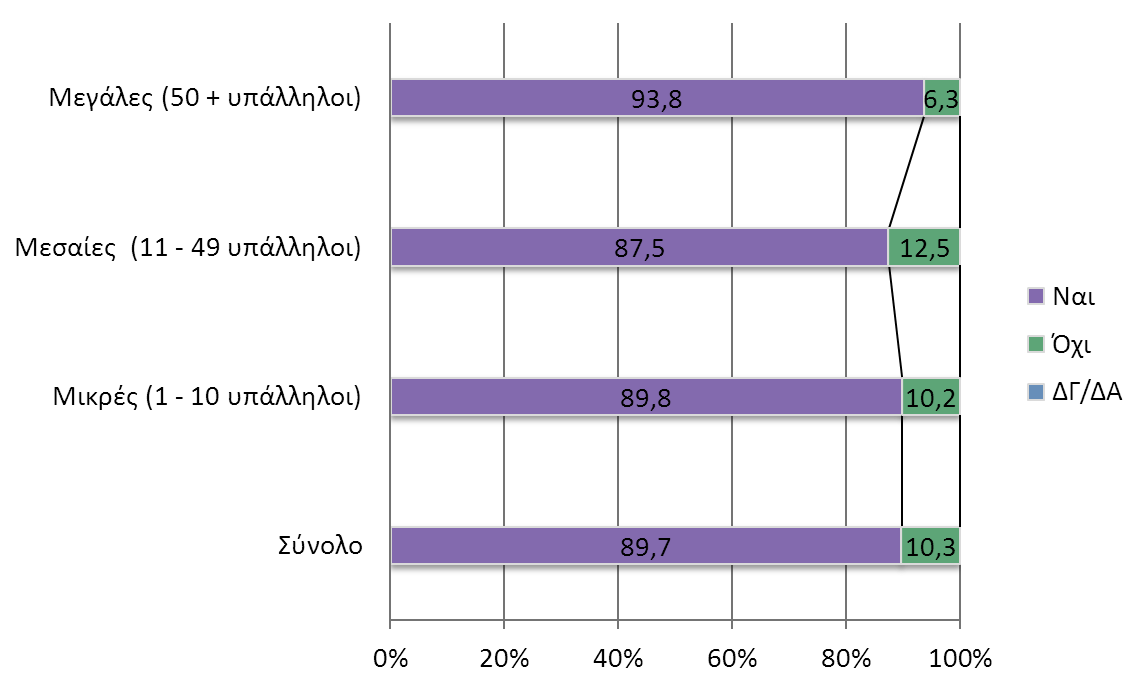 Μεγάλες (50 + υπάλληλοι)
93,8
6,3
Μεσαίες  (11 - 49 υπάλληλοι)
87,5
12,5
Μικρές (1 - 10 υπάλληλοι)
89,8
10,2
Σύνολο
89,7
10,3
0%
20%
40%
60%
80%
100%
Ναι
Όχι
ΔΓ/ΔΑ